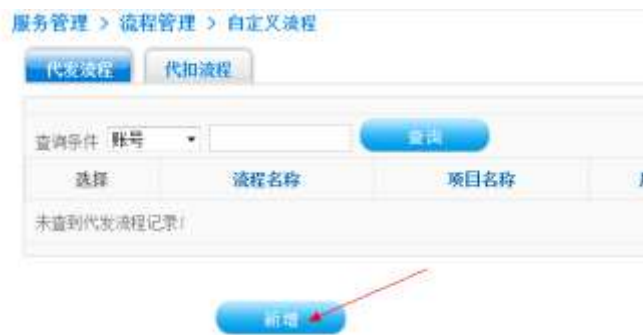 服务管理 > 流程管理 > 自定义流程
代发流程 代扣流程
查询条件 账号 查询
选择 流程名称 项目名称
未查到代发流程记录!
新增